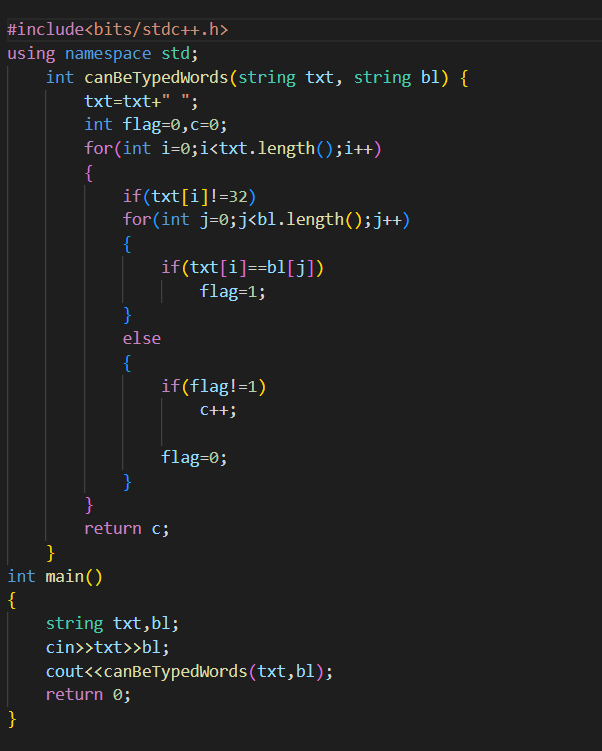 #include<bits/stdc++.h>
using namespace std;
    int canBeTypedWords(string txt, string bl) {
        txt=txt+" ";
        int flag=0,c=0;
        for(int i=0;i<txt.length();i++)
        {
            if(txt[i]!=32)
            for(int j=0;j<bl.length();j++)
            {
                if(txt[i]==bl[j])
                    flag=1;
            }
            else
            {
                if(flag!=1)
                    c++;

                flag=0;
            }
        }
        return c;
    }
int main()
{
    string txt,bl;
    cin>>txt>>bl;
    cout<<canBeTypedWords(txt,bl);
    return 0;
}